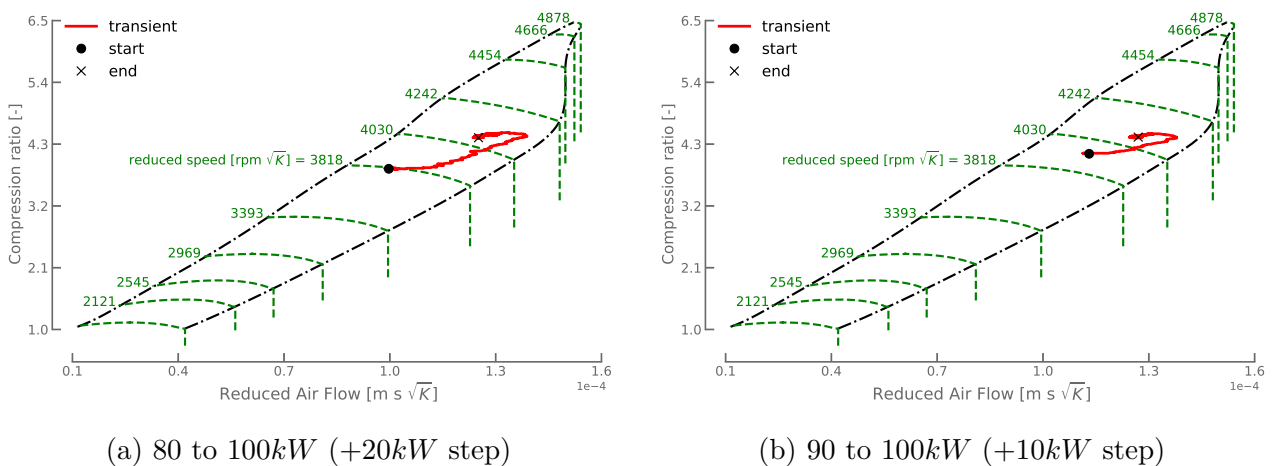 transient
start
end
6.5
5.4
4.3
3.2
2.1
1.0
Compression ratio [-]
4878
4666
4454
4242
4030
reduced speed [rpm √K] = 3818
3393
2969
2545
2121
0.1 0.4 0.7 1.0 1.3 1.6
1e−4
Reduced Air Flow [m s √K]
(a) 80 to 100kW (+20kW step)
transient
start
end
6.5
5.4
4.3
3.2
2.1
1.0
Compression ratio [-]
4878
4666
4454
4242
4030
reduced speed [rpm √K] = 3818
3393
2969
2545
2121
0.1 0.4 0.7 1.0 1.3 1.6
1e−4
Reduced Air Flow [m s √K]
(b) 90 to 100kW (+10kW step)